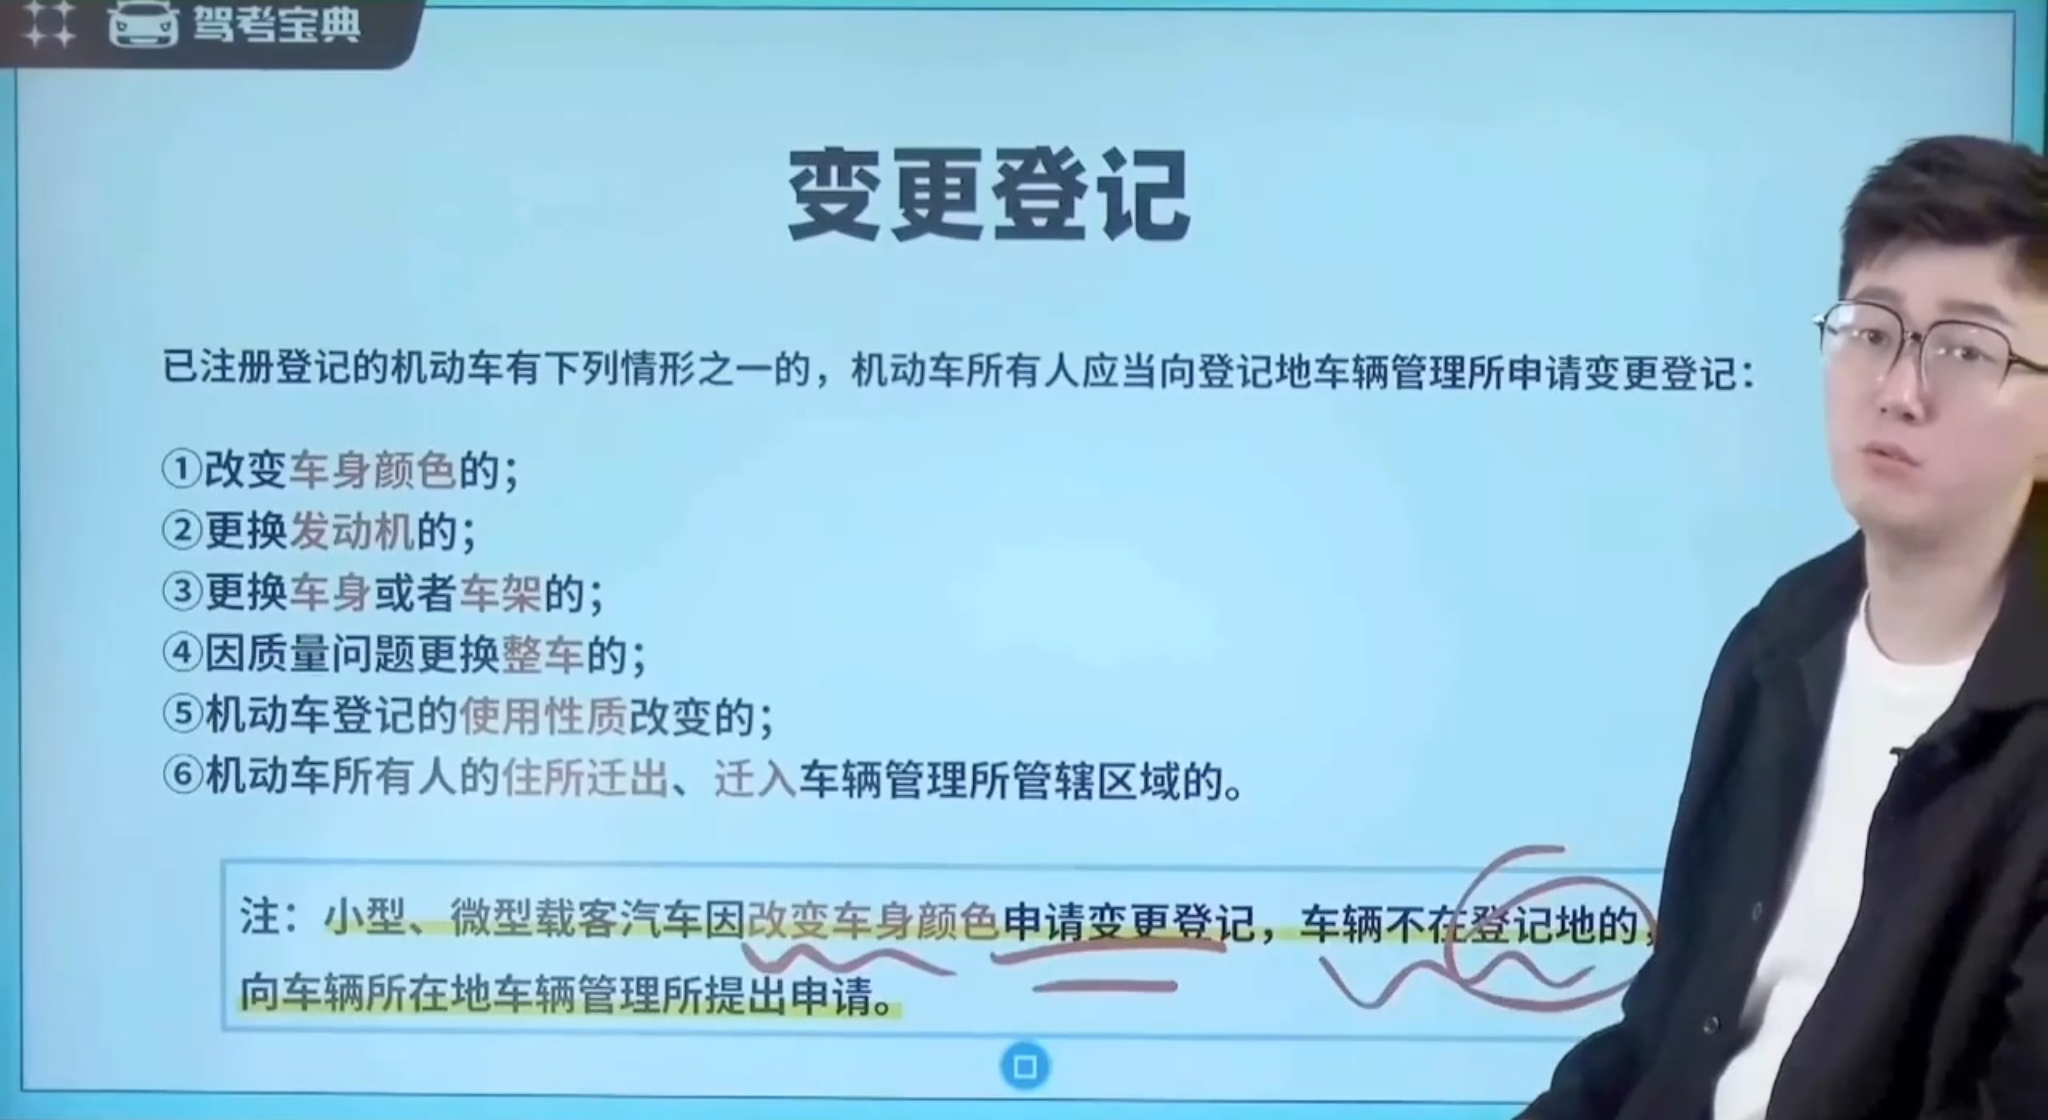 驾考宝典
变更登记
已注册登记的机动车有下列情形之一的，机动车所有人应当向登记地车辆管理所申请变更登记：
①改变车身颜色的；
②更换发动机的；
③更换车身或者车架的；
④因质量问题更换整车的；
⑤机动车登记的使用性质改变的；
⑥机动车所有人的住所迁出、迁入车辆管理所管辖区域的。
注：小型、微型载客汽车因改变车身颜色申请变更登记，车辆不在登记地的，
向车辆所在地车辆管理所提出申请。